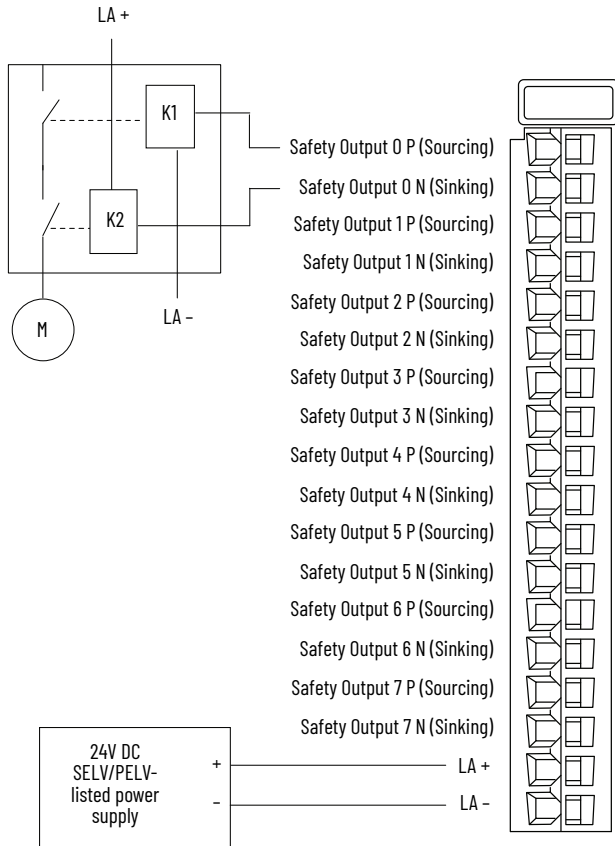 LA +
K1
K2
LA –
M
Safety Output 0 P (Sourcing)
Safety Output 0 N (Sinking)
Safety Output 1 P (Sourcing)
Safety Output 1 N (Sinking)
Safety Output 2 P (Sourcing)
Safety Output 2 N (Sinking)
Safety Output 3 P (Sourcing)
Safety Output 3 N (Sinking)
Safety Output 4 P (Sourcing)
Safety Output 4 N (Sinking)
Safety Output 5 P (Sourcing)
Safety Output 5 N (Sinking)
Safety Output 6 P (Sourcing)
Safety Output 6 N (Sinking)
Safety Output 7 P (Sourcing)
Safety Output 7 N (Sinking)
24V DC
SELV/PELV-
listed power
supply
+
–
LA +
LA –